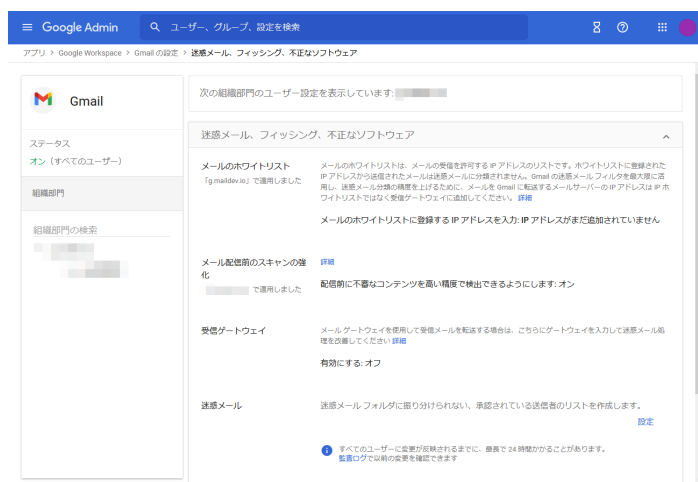 Google Admin
ユーザー、グループ、設定を検索
アプリ > Google Workspace > Gmail の設定 > 迷惑メール、フィッシング、不正なソフトウェア
Gmail
ステータス
オン（すべてのユーザー）
組織部門
組織部門の検索
次の組織部門のユーザー設定を表示しています:
迷惑メール、フィッシング、不正なソフトウェア
メールのホワイトリスト
「g.maildev.io」で適用しました
メールのホワイトリストは、メールの受信を許可する IP アドレスのリストです。ホワイトリストに登録された
IP アドレスから送信されたメールは迷惑メールに分類されません。Gmail の迷惑メール フィルタを最大限に活
用し、迷惑メール分類の精度を上げるために、メールを Gmail に転送するメールサーバーの IP アドレスは IP ホ
ワイトリストではなく受信ゲートウェイに追加してください。 詳細
メールのホワイトリストに登録する IP アドレスを入力: IP アドレスがまだ追加されていません
メール配信前のスキャンの強
化
で適用しました
詳細
配信前に不審なコンテンツを高い精度で検出できるようにします: オン
受信ゲートウェイ
メール ゲートウェイを使用して受信メールを転送する場合は、こちらにゲートウェイを入力して迷惑メール処
理を改善してください 詳細
有効にする: オフ
迷惑メール
迷惑メール フォルダに振り分けられない、承認されている送信者のリストを作成します。
設定
すべてのユーザーに変更が反映されるまでに、最長で 24 時間かかることがあります。
監査ログで以前の変更を確認できます